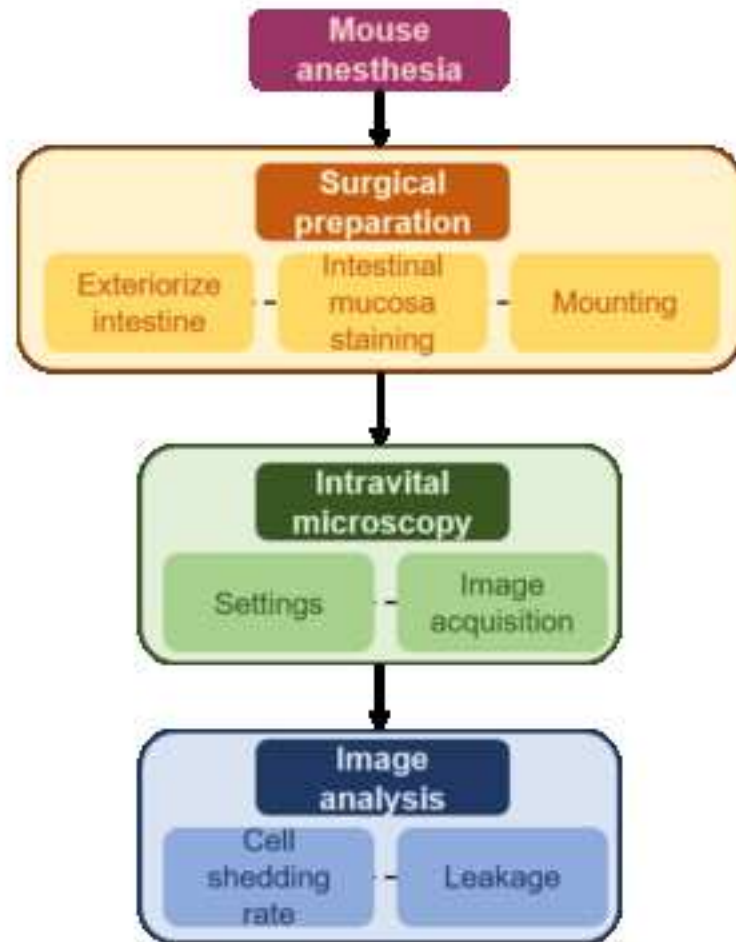 Mouse
anesthesia
Surgical
preparation
Exteriorize
intestine
Intestinal
mucosa
staining
Mounting
Intravital
microscopy
Settings
Image
acquisition
Image
analysis
Cell
shedding
rate
Leakage